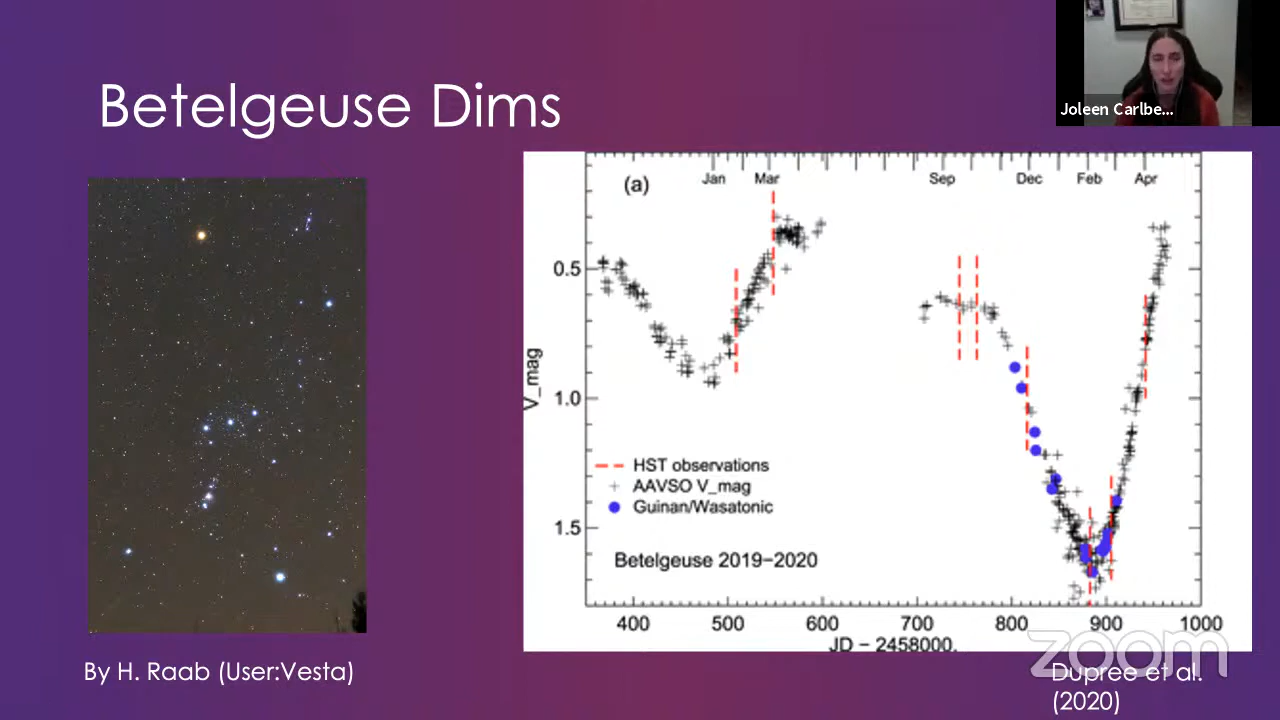 Betelgeuse Dims
Joleen Carlbe...
(a)
Jan Mar Sep Dec Feb Apr
0.5
1.0
1.5
V_mag
HST observations
AAVSO V_mag
Guinan/Wasatonic
Betelgeuse 2019−2020
400 500 600 700 800 900 1000
JD − 2458000.
zoom
By H. Raab (User:Vesta)
Dupree et al.
(2020)